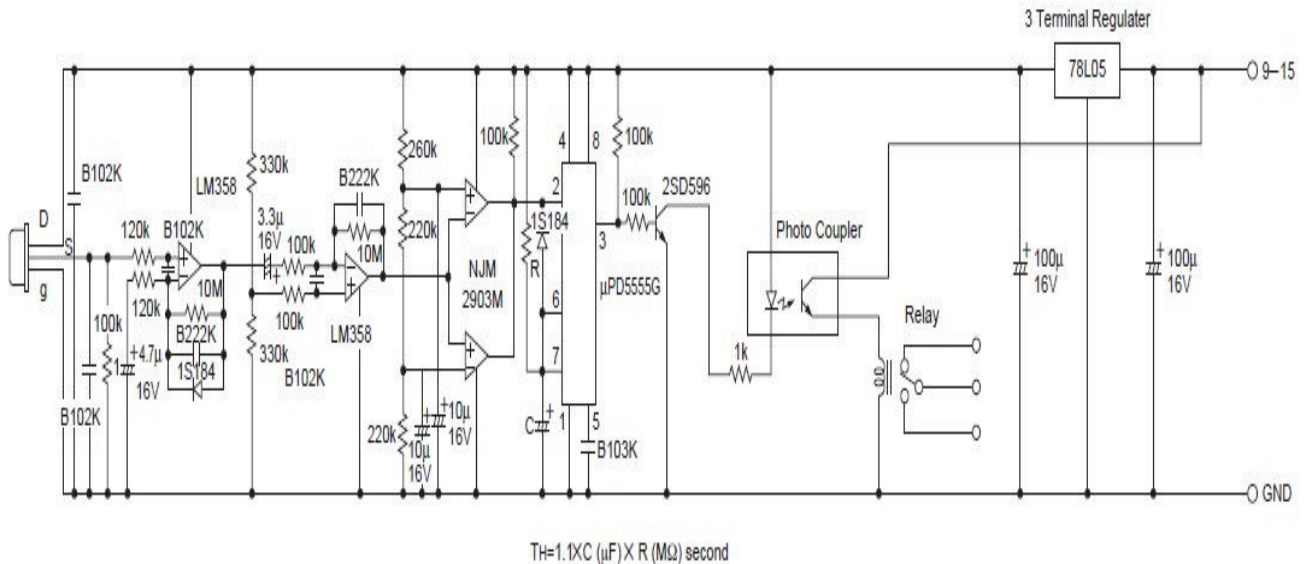 3 Terminal Regulater
78L05
9–15
B102K
LM358
330k
260k
100k
4
8
100k
B222K
2
2SD596
D
S
g
120k
B102K
3.3μ
16V
+
100k
10M
220k
1S184
100k
3
Photo Coupler
NJM
2903M
R
μPD5555G
+
100μ
16V
+
100μ
16V
120k
10M
B222K
1S184
100k
LM358
6
7
Relay
1k
100k
1
+4.7μ
16V
330k
B102K
B102K
220k
+
10μ
16V
+
10μ
16V
C
+
1
5
B103K
GND
TH=1.1XC (μF) X R (MΩ) second